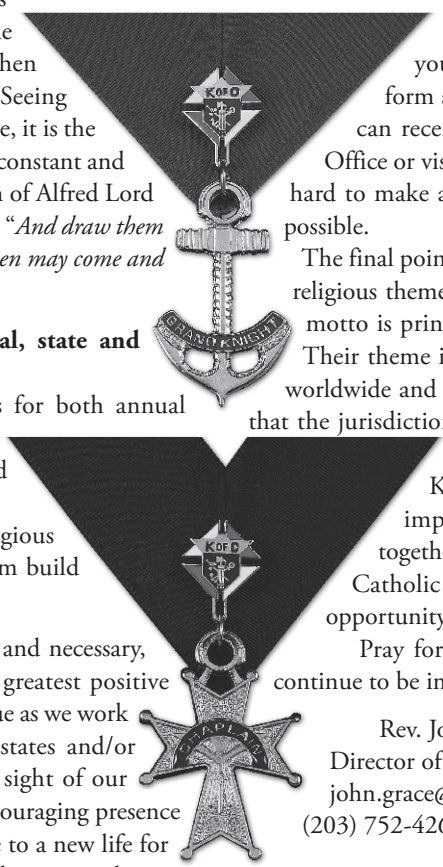 hen
Seeing
e, it is the
constant and
of Alfred Lord
"And draw them
en may come and
al, state and
s for both annual
d
gious
m build
and necessary,
greatest positive
ue as we work
states and/or
sight of our
ouraging presence
e to a new life for
K OF C
GRAND KNIGHT
K OF C
CHAPLAIN
you
form a
can rece
Office or vis
hard to make a
possible.
The final poin
religious theme
motto is prin
Their theme i
worldwide and
that the jurisdiction
K
imp
togethe
Catholic
opportunity
Pray for
continue to be in
Rev. Jo
Director of
john.grace@
(203) 752-426